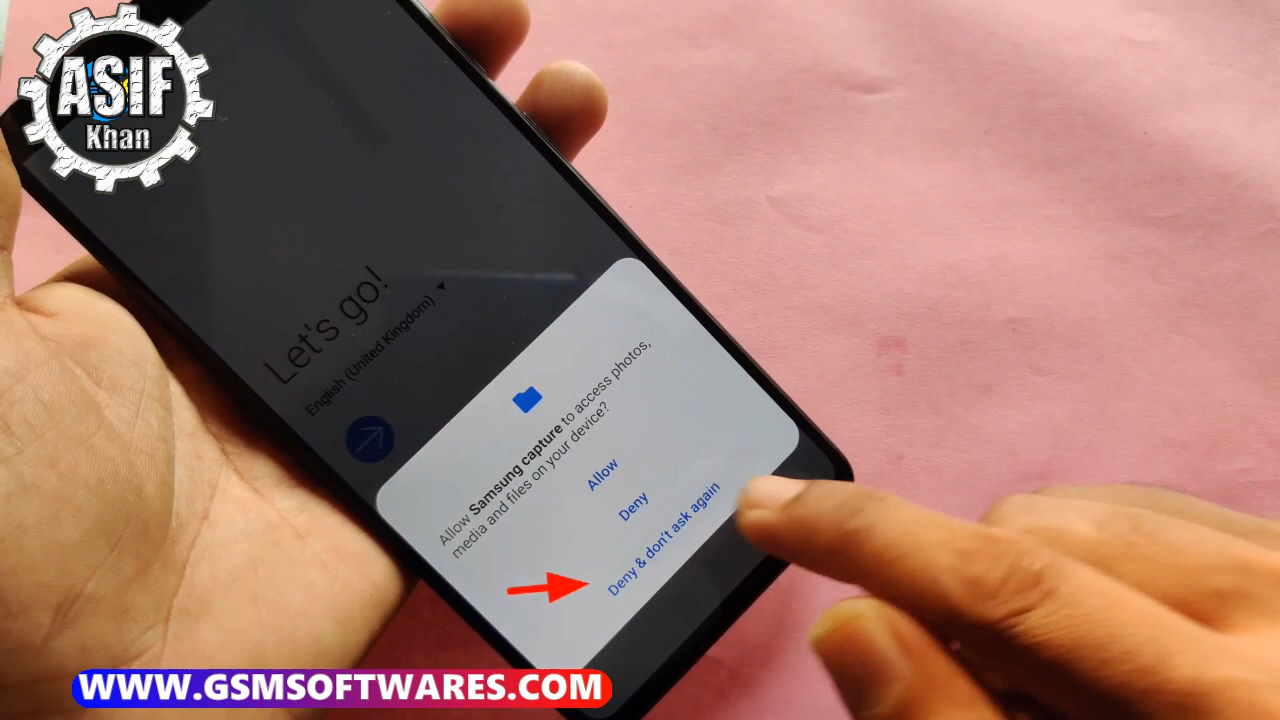 ASIF
Khan
Let's go!
English (United Kingdom)
Allow Samsung capture to access photos,
media and files on your device?
Allow
Deny
Deny & don't ask again
WWW.GSMSOFTWARES.COM